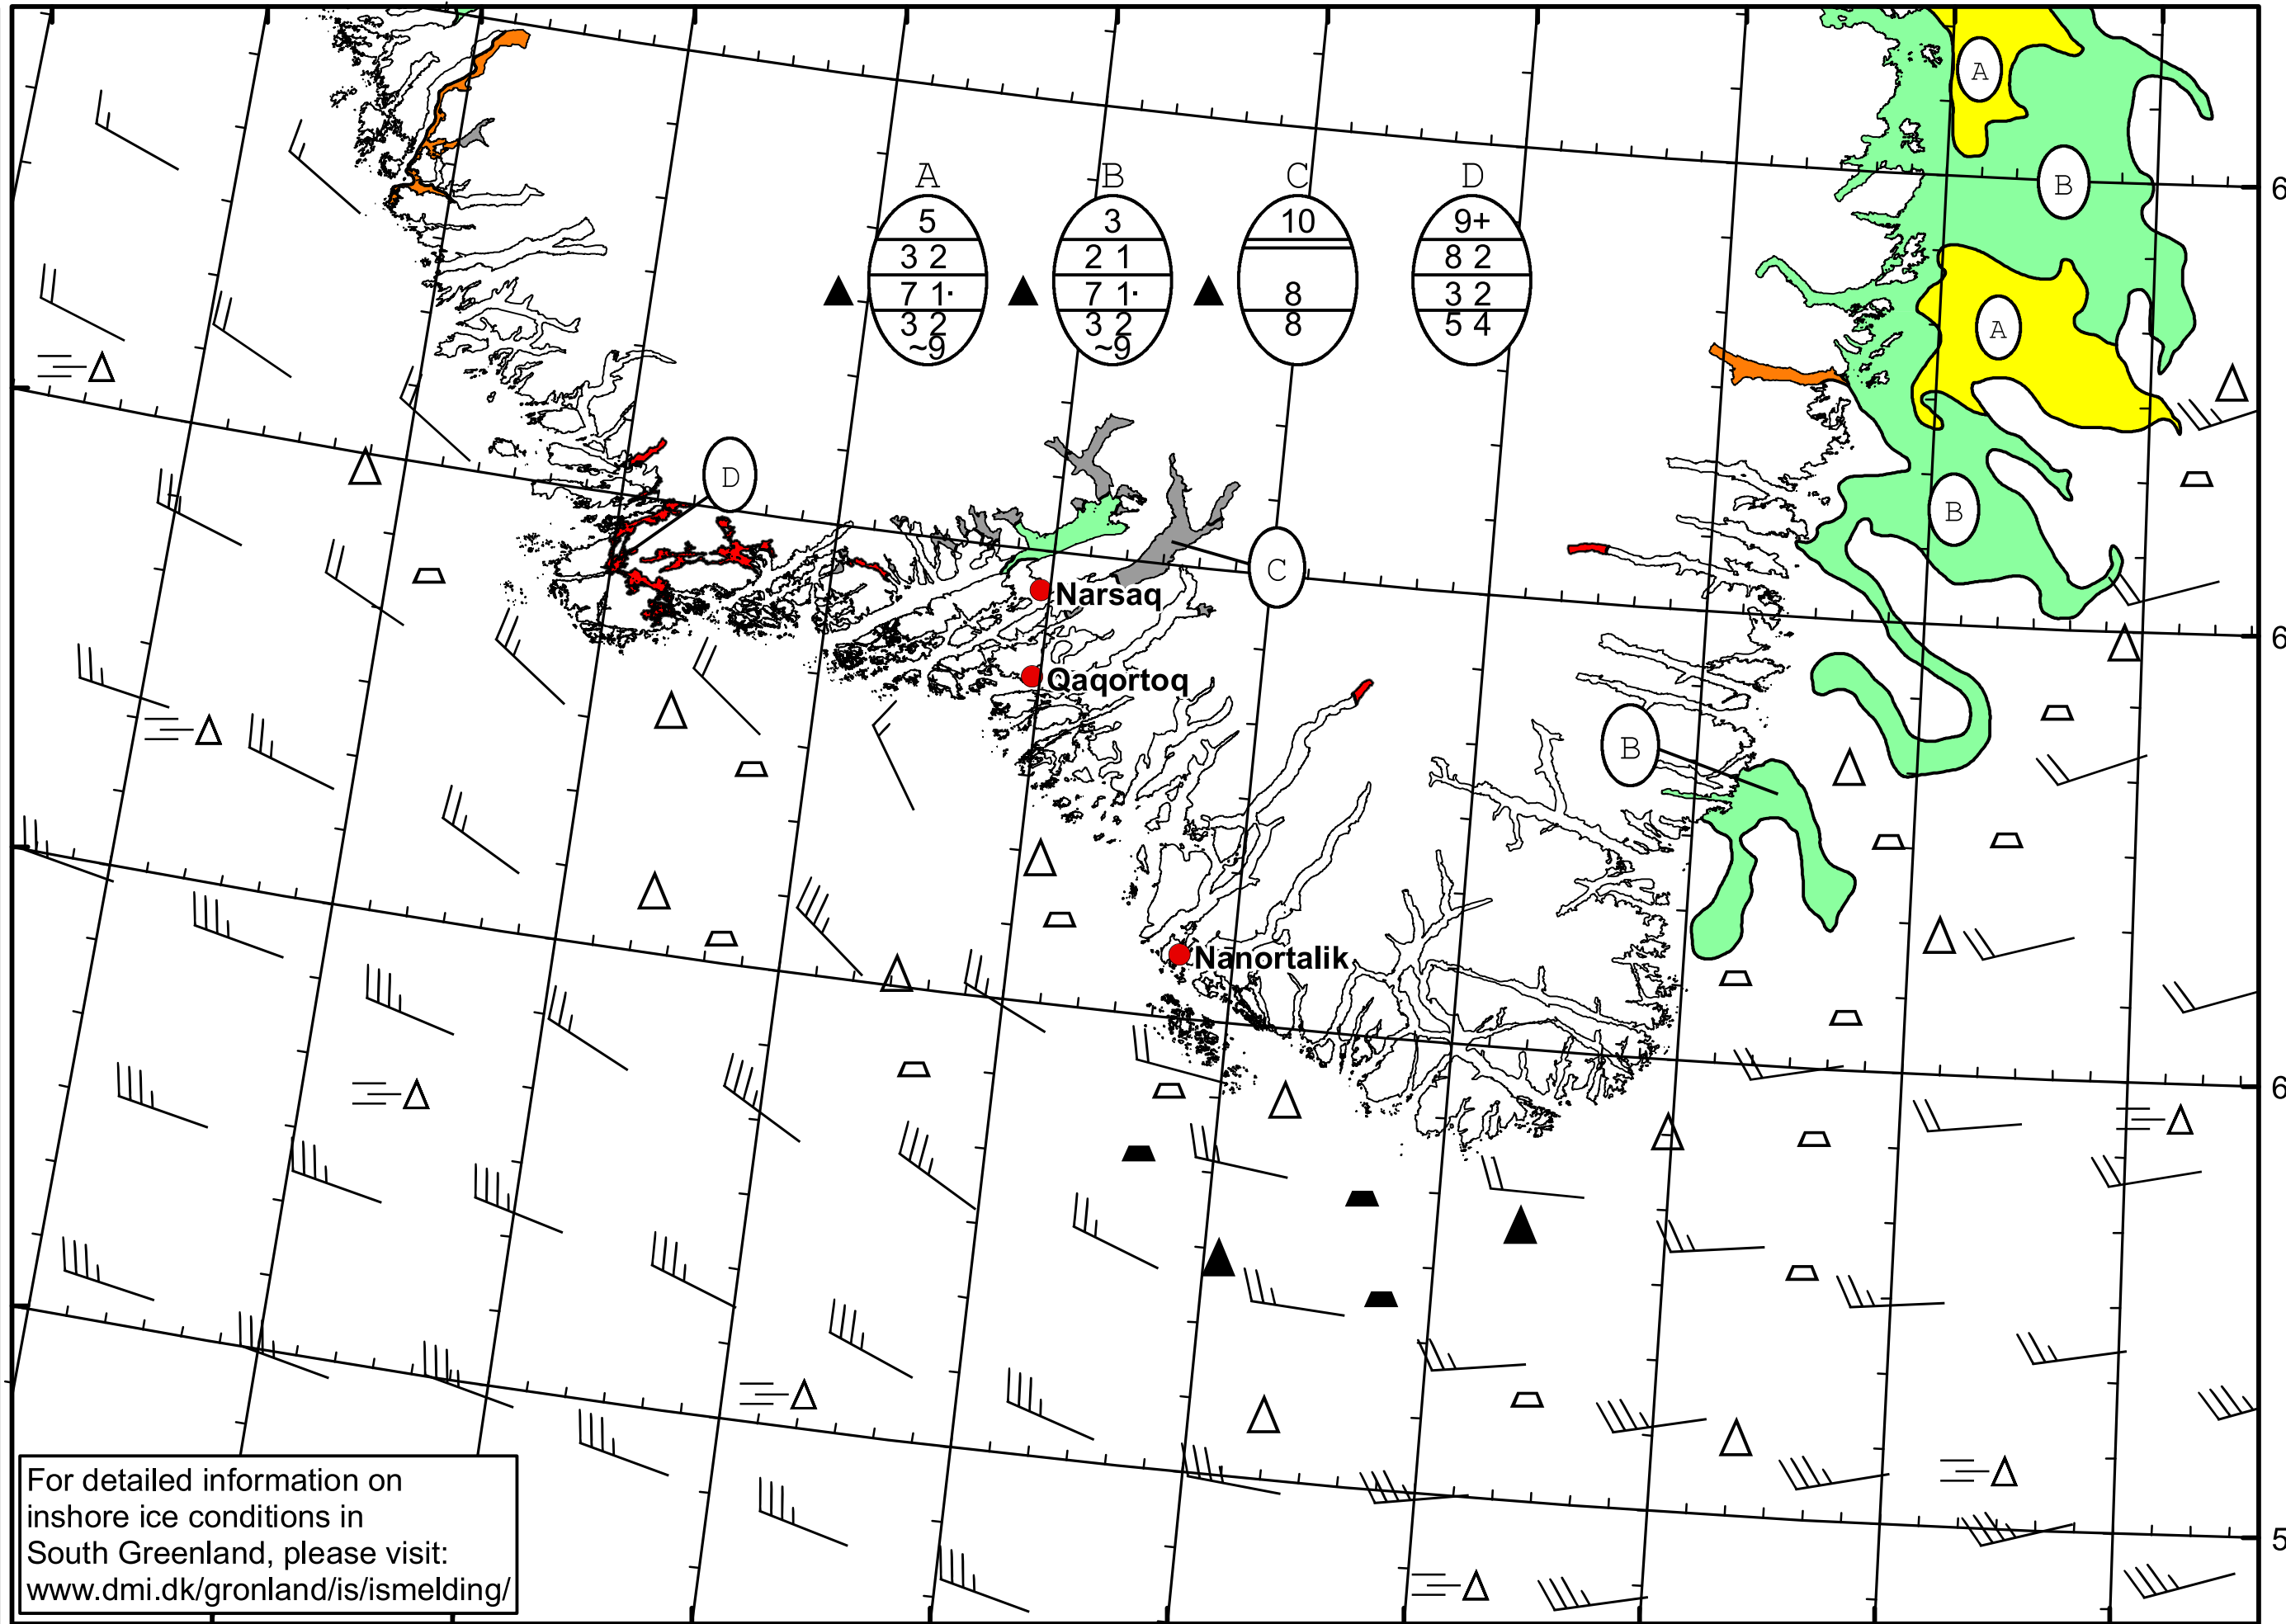 A
B
A
B
A B C D
5 3 10 9+
3 2 2 1 8 2
7 1· 7 1· 8 3 2
3 2 3 2 8 5 4
~9 ~9
6
A
D
B
C
Narsaq
6
Qaqortoq
B
Nanortalik
6
For detailed information on
inshore ice conditions in
South Greenland, please visit:
www.dmi.dk/gronland/is/ismelding/
5